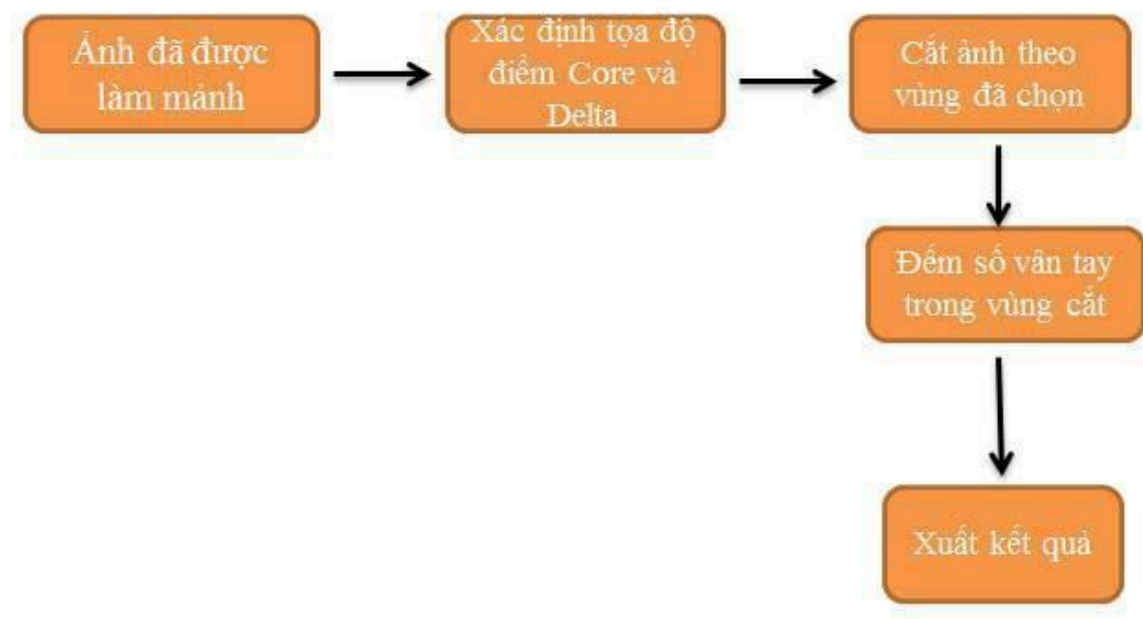 Ảnh đã được
làm mảnh
Xác định tọa độ
điểm Core và
Delta
Cắt ảnh theo
vùng đã chọn
Đếm số vân tay
trong vùng cắt
Xuất kết quả